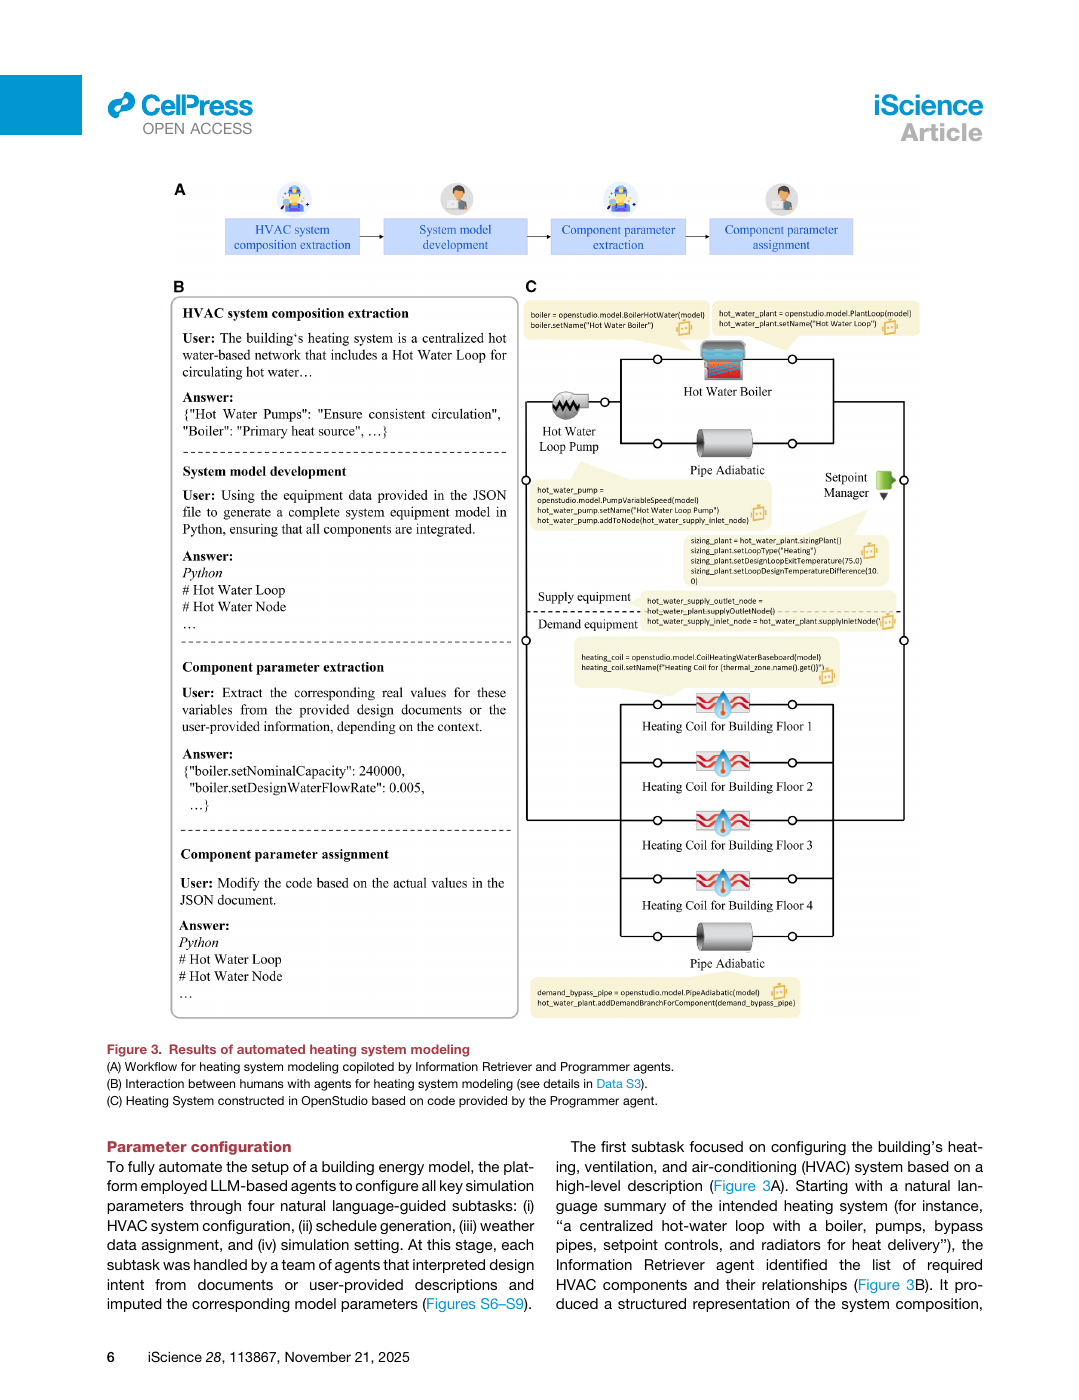 CellPress
OPEN ACCESS
iScience
Article
A
HVAC system
composition extraction
System model
development
Component parameter
extraction
Component parameter
assignment
B
HVAC system composition extraction
User: The building's heating system is a centralized hot
water-based network that includes a Hot Water Loop for
circulating hot water…
Answer:
{"Hot Water Pumps": "Ensure consistent circulation",
"Boiler": "Primary heat source", …}
System model development
User: Using the equipment data provided in the JSON
file to generate a complete system equipment model in
Python, ensuring that all components are integrated.
Answer:
Python
# Hot Water Loop
# Hot Water Node
…
Component parameter extraction
User: Extract the corresponding real values for these
variables from the provided design documents or the
user-provided information, depending on the context.
Answer:
{"boiler.setNominalCapacity": 240000,
"boiler.setDesignWaterFlowRate": 0.005,
…}
Component parameter assignment
User: Modify the code based on the actual values in the
JSON document.
Answer:
Python
# Hot Water Loop
# Hot Water Node
…
C
boiler = openstudio.model.BoilerHotWater(model)
boiler.setName("Hot Water Boiler")
hot_water_plant = openstudio.model.PlantLoop(model)
hot_water_plant.setName("Hot Water Loop")
Hot Water Boiler
Hot Water
Loop Pump
Pipe Adiabatic
Setpoint
Manager
hot_water_pump =
openstudio.model.PumpVariableSpeed(model)
hot_water_pump.setName("Hot Water Loop Pump")
hot_water_pump.addToNode(hot_water_supply_inlet_node)
sizing_plant = hot_water_plant.sizingPlant()
sizing_plant.setLoopType("Heating")
sizing_plant.setDesignLoopExitTemperature(75.0)
sizing_plant.setLoopDesignTemperatureDifference(10.
0)
Supply equipment
hot_water_supply_outlet_node =
hot_water_plant.supplyOutletNode()
hot_water_supply_inlet_node = hot_water_plant.supplyInletNode(
Demand equipment
heating_coil = openstudio.model.CoilHeatingWaterBaseboard(model)
heating_coil.setName(f"Heating Coil for {thermal_zone.name().get()}")
Heating Coil for Building Floor 1
Heating Coil for Building Floor 2
Heating Coil for Building Floor 3
Heating Coil for Building Floor 4
Pipe Adiabatic
demand_bypass_pipe = openstudio.model.PipeAdiabatic(model)
hot_water_plant.addDemandBranchForComponent(demand_bypass_pipe)
Figure 3. Results of automated heating system modeling
(A) Workflow for heating system modeling copiloted by Information Retriever and Programmer agents.
(B) Interaction between humans with agents for heating system modeling (see details in Data S3).
(C) Heating System constructed in OpenStudio based on code provided by the Programmer agent.
Parameter configuration
To fully automate the setup of a building energy model, the plat-
form employed LLM-based agents to configure all key simulation
parameters through four natural language-guided subtasks: (i)
HVAC system configuration, (ii) schedule generation, (iii) weather
data assignment, and (iv) simulation setting. At this stage, each
subtask was handled by a team of agents that interpreted design
intent from documents or user-provided descriptions and
imputed the corresponding model parameters (Figures S6–S9).
The first subtask focused on configuring the building's heat-
ing, ventilation, and air-conditioning (HVAC) system based on a
high-level description (Figure 3A). Starting with a natural lan-
guage summary of the intended heating system (for instance,
"a centralized hot-water loop with a boiler, pumps, bypass
pipes, setpoint controls, and radiators for heat delivery"), the
Information Retriever agent identified the list of required
HVAC components and their relationships (Figure 3B). It pro-
duced a structured representation of the system composition,
6 iScience 28, 113867, November 21, 2025